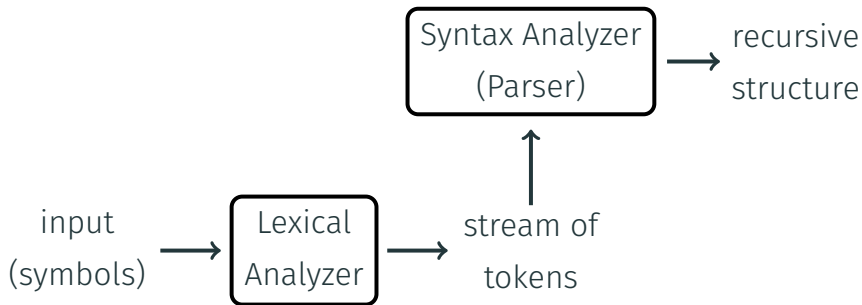 Syntax Analyzer
(Parser)
recursive
structure
input
(symbols)
Lexical
Analyzer
stream of
tokens